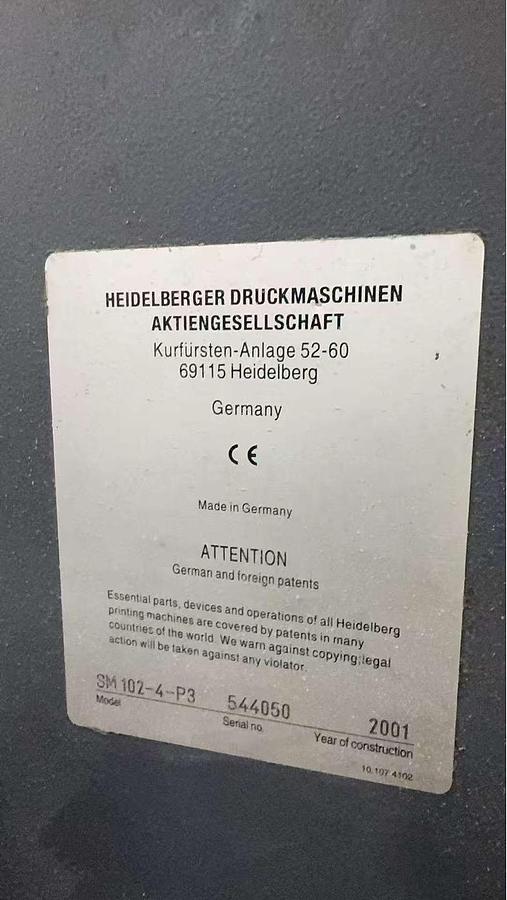 HEIDELBERGER DRUCKMASCHINEN
AKTIENGESELLSCHAFT
Kurfürsten-Anlage 52-60
69115 Heidelberg
Germany
CE
Made in Germany
ATTENTION
German and foreign patents
Essential parts, devices and operations of all Heidelberg
printing machines are covered by patents in many
countries of the world. We warn against copying; legal
action will be taken against any violator.
SM 102-4-P3 544050 2001
Model Serial no. Year of construction
10.107.4102